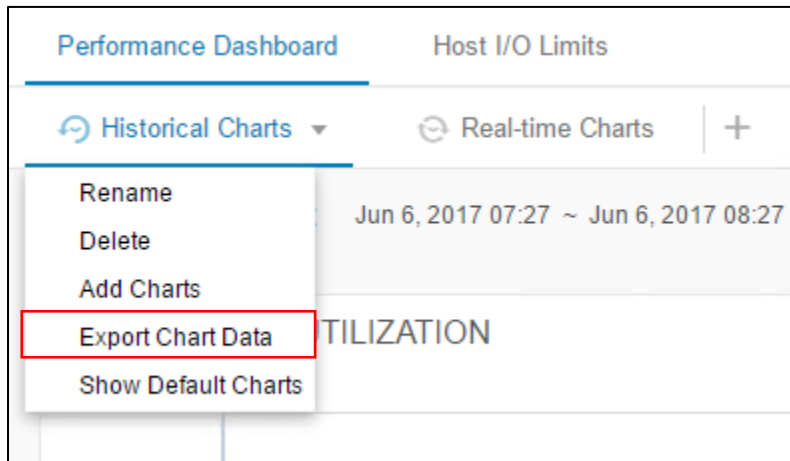 Performance Dashboard Host I/O Limits
Historical Charts Real-time Charts +
Rename
Jun 6, 2017 07:27 ~ Jun 6, 2017 08:27
Delete
Add Charts
Export Chart Data
TILIZATION
Show Default Charts